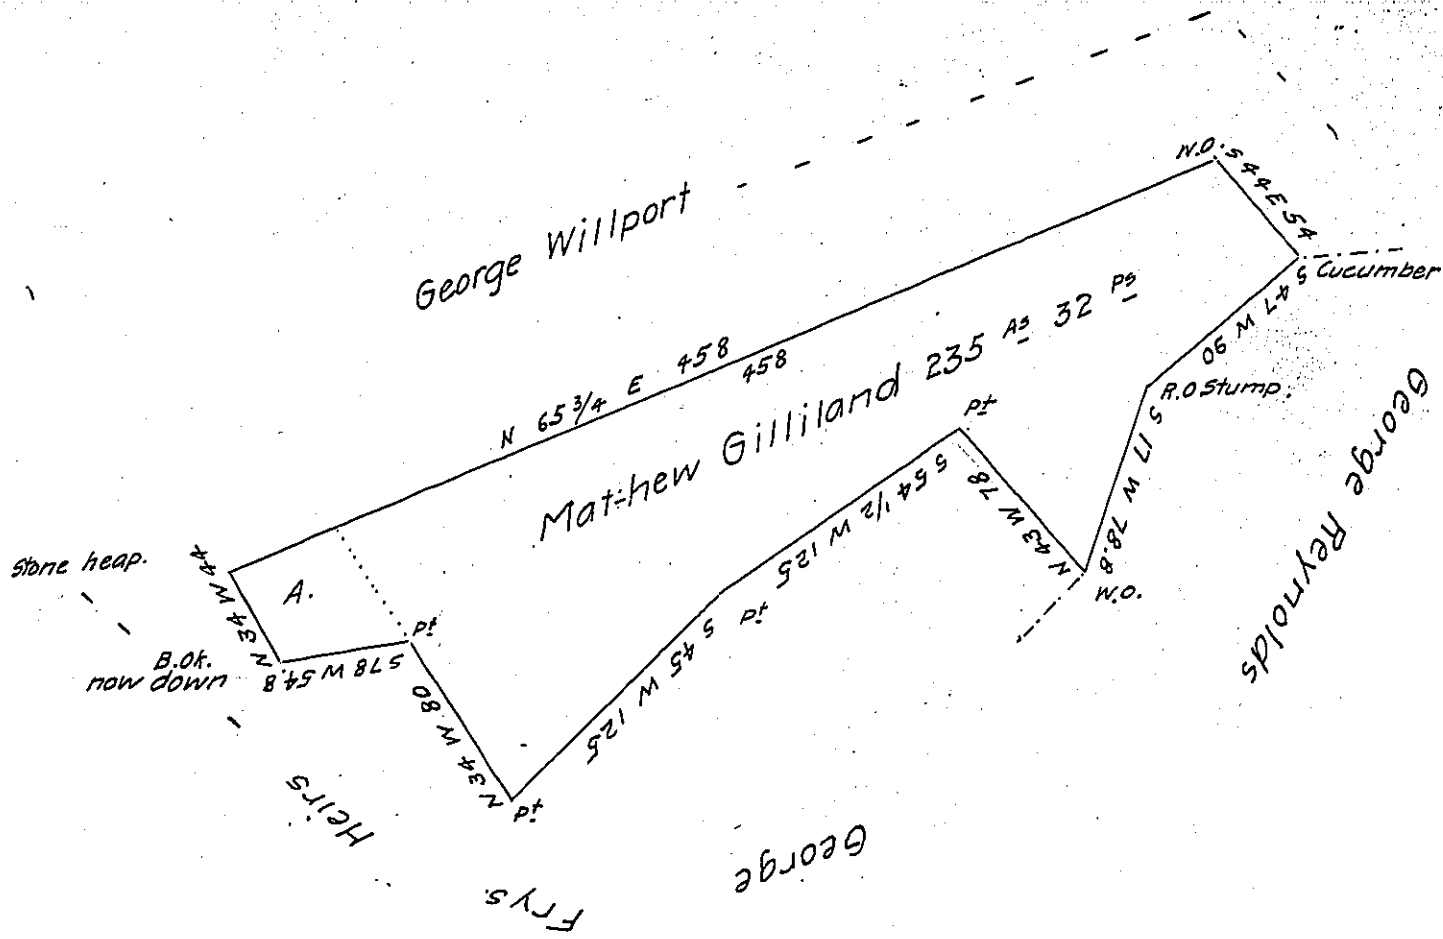 George Willport
W.O.
S 44 E 54
Cucumber
S 47 W 90
N 65 3/4 E 458
458
Mathew Gilliland 235 As 32 Ps
R.O Stump.
S 17 W 78.8
W.O.
N 43 W 78
Pt
S 54 1/2 W 125
Pt
S 45 W 125
Pt
N 34 W 80
Pt
S 78 W 54.8
N 34 W 44
A.
Stone heap.
B.Ok.
now down
George Reynolds
George
Frys
Heirs